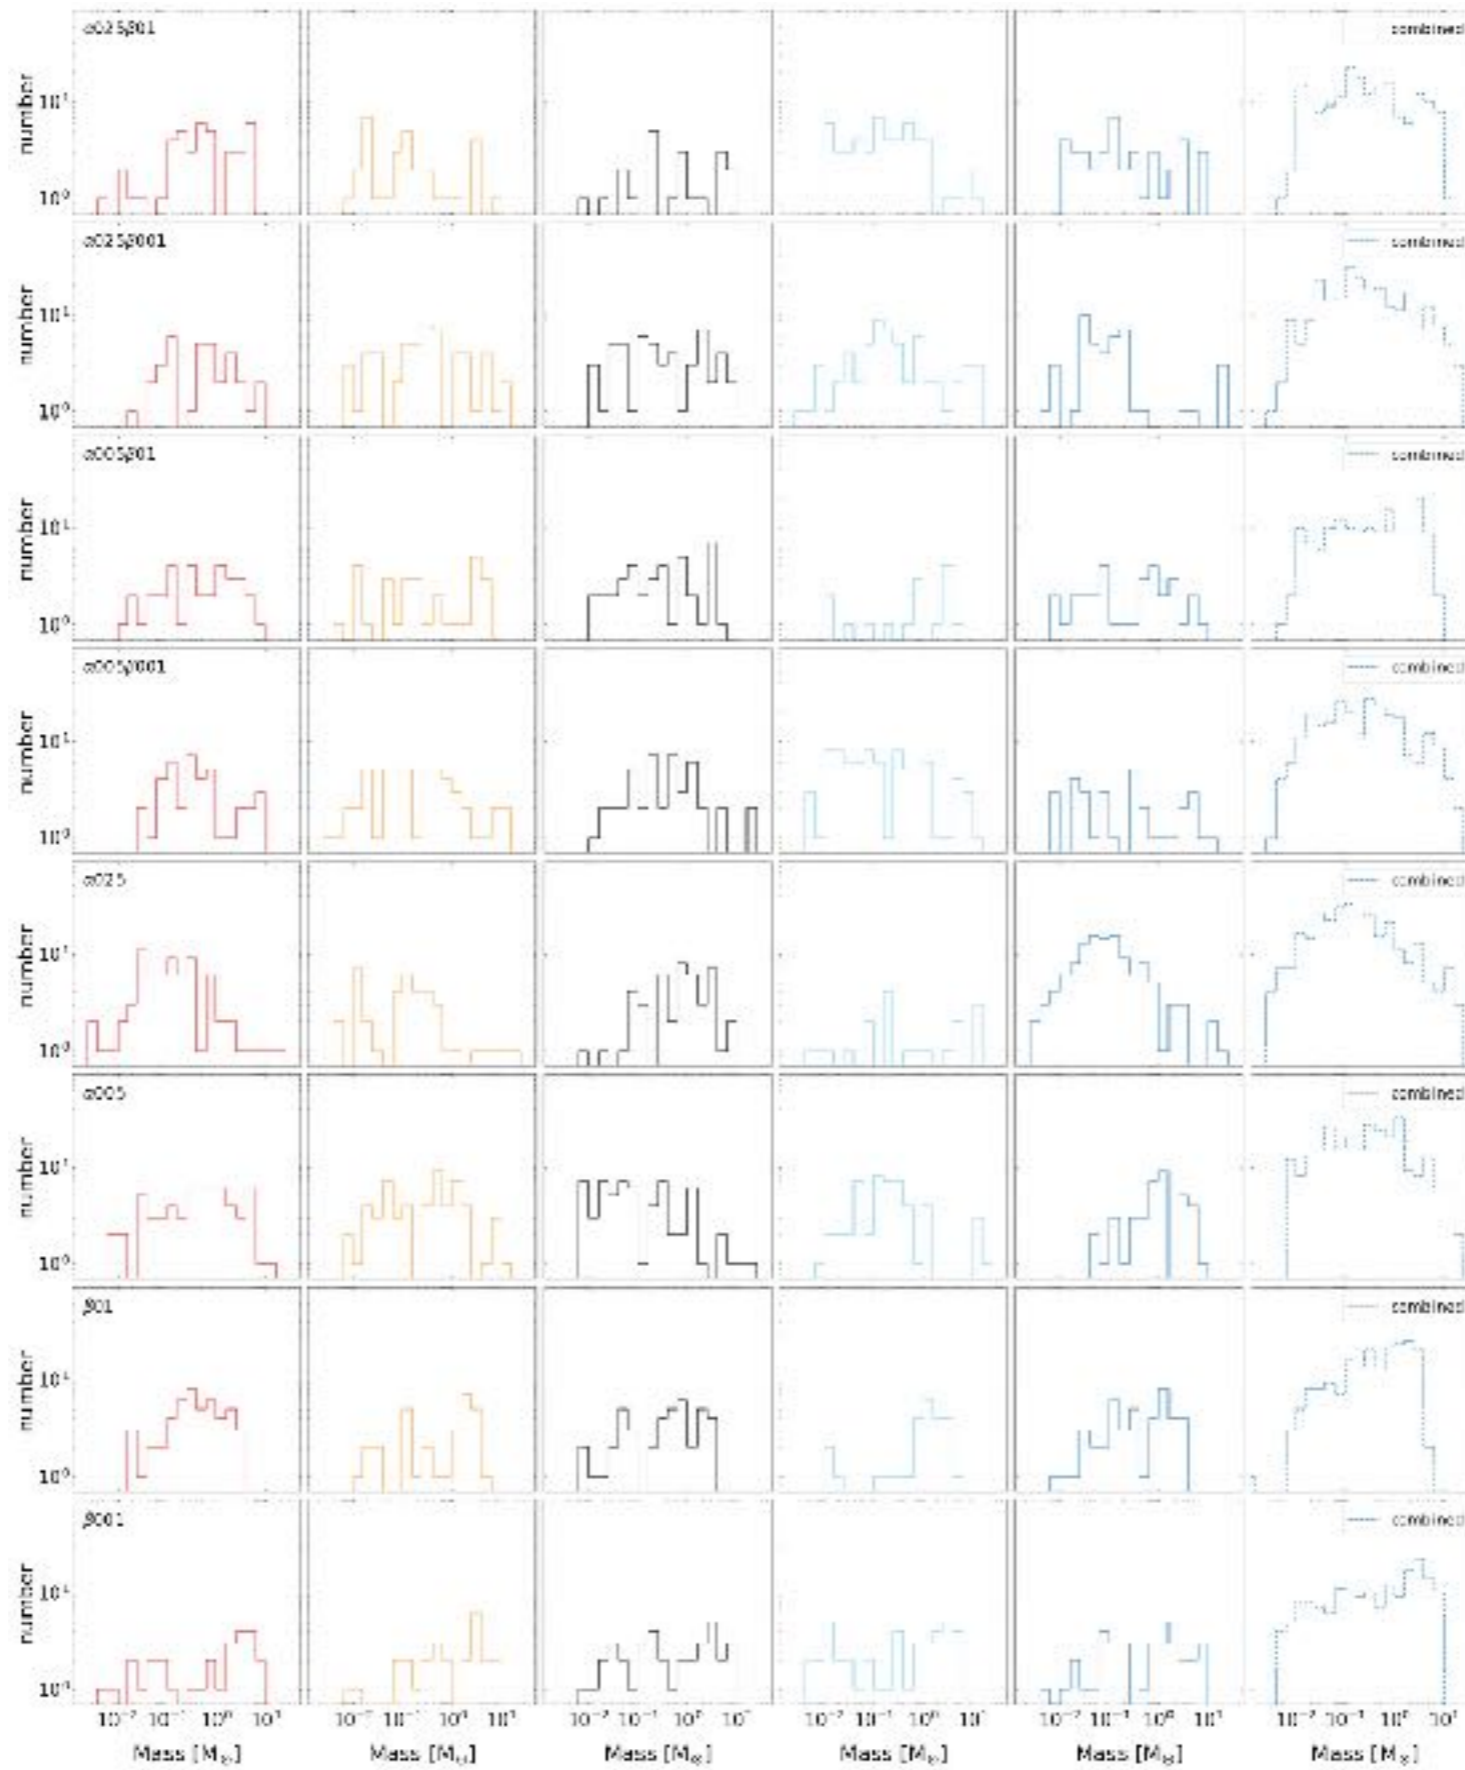 α025β01
combined
number
10¹
10⁰
α025β001
combined
number
10¹
10⁰
α005β01
combined
number
10¹
10⁰
α005β001
combined
number
10¹
10⁰
α025
combined
number
10¹
10⁰
α005
combined
number
10¹
10⁰
β01
combined
number
10¹
10⁰
β001
combined
number
10¹
10⁰
10⁻² 10⁻¹ 10⁰ 10¹ 10⁻² 10⁻¹ 10⁰ 10¹ 10⁻² 10⁻¹ 10⁰ 10¹ 10⁻² 10⁻¹ 10⁰ 10¹ 10⁻² 10⁻¹ 10⁰ 10¹ 10⁻² 10⁻¹ 10⁰ 10¹
Mass [M⊙] Mass [M⊙] Mass [M⊙] Mass [M⊙] Mass [M⊙] Mass [M⊙]